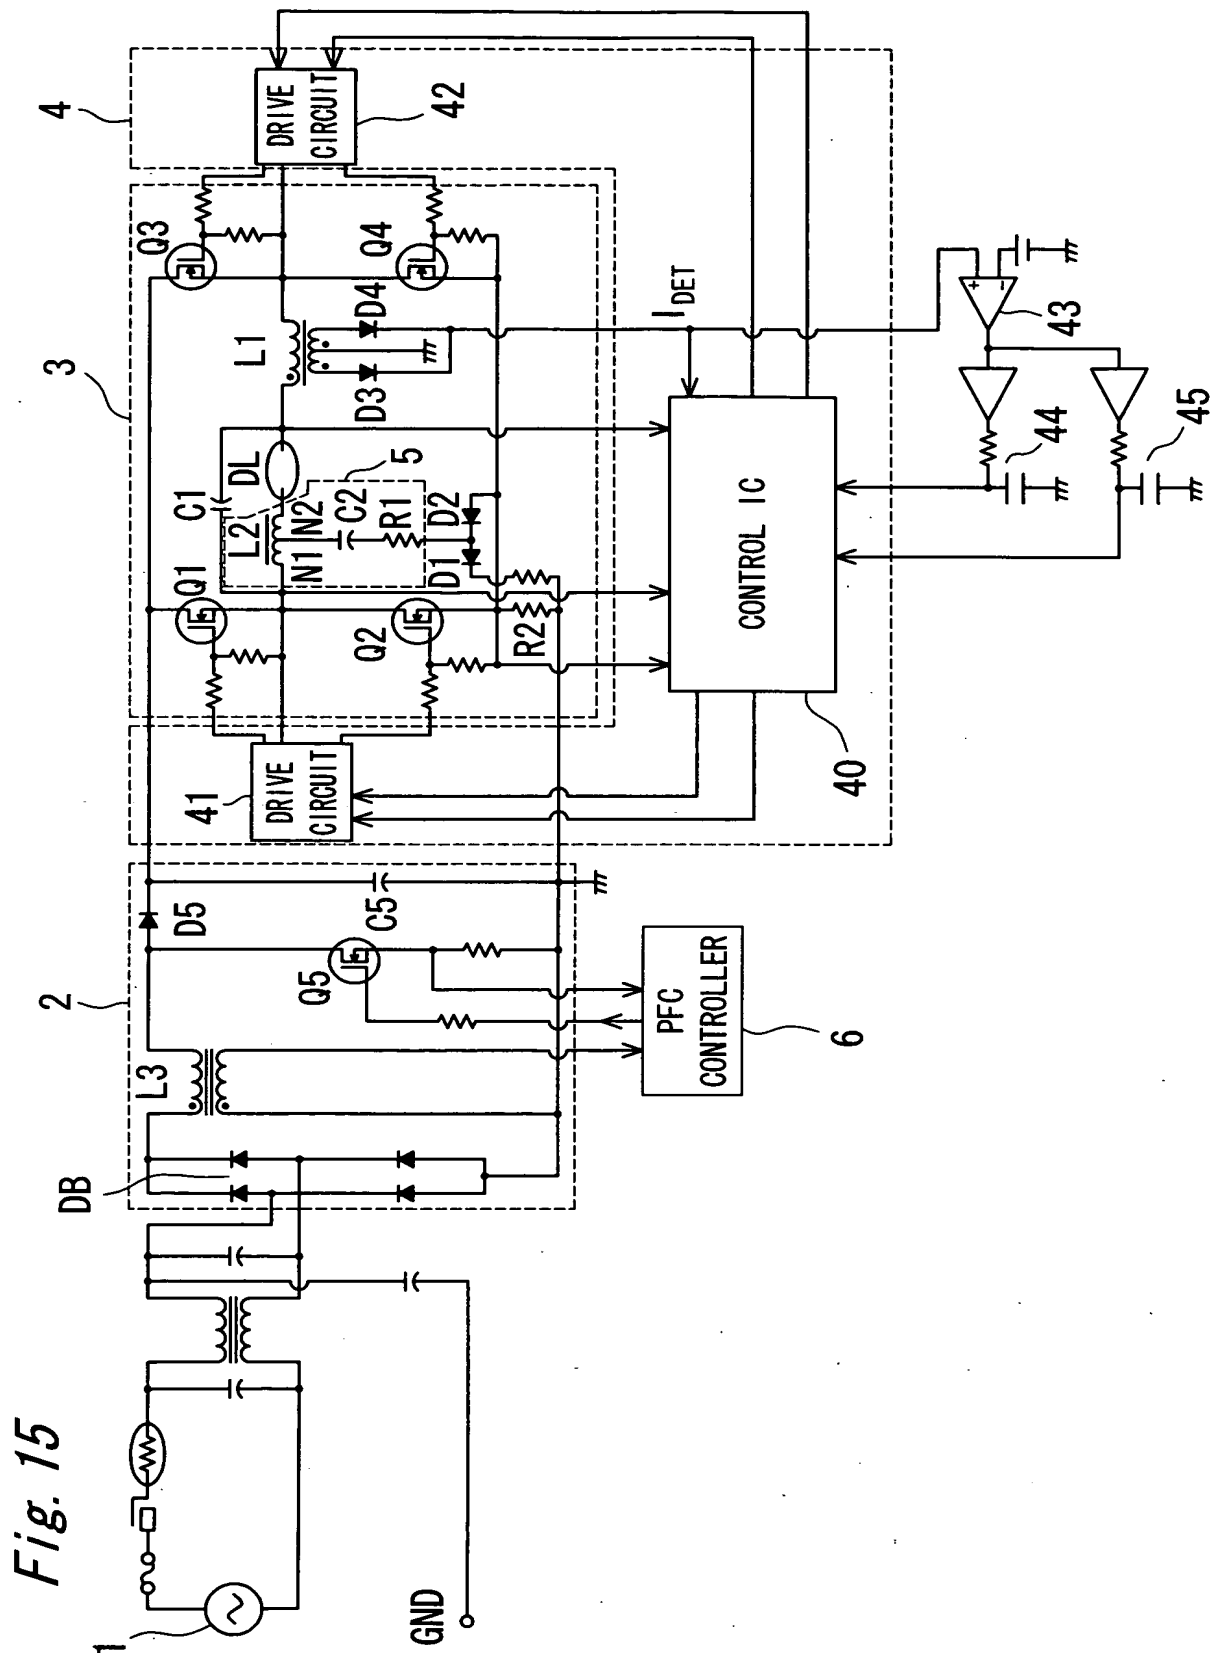 Fig. 15
1
GND
DB
2
L3
D5
Q5
C5
PFC
CONTROLLER
6
41
DRIVE
CIRCUIT
3
Q1
Q2
C1
L2
N1
N2
DL
5
C2
R1
D1
D2
R2
L1
D3
D4
Q3
Q4
4
DRIVE
CIRCUIT
42
IDET
CONTROL IC
40
+
−
43
44
45